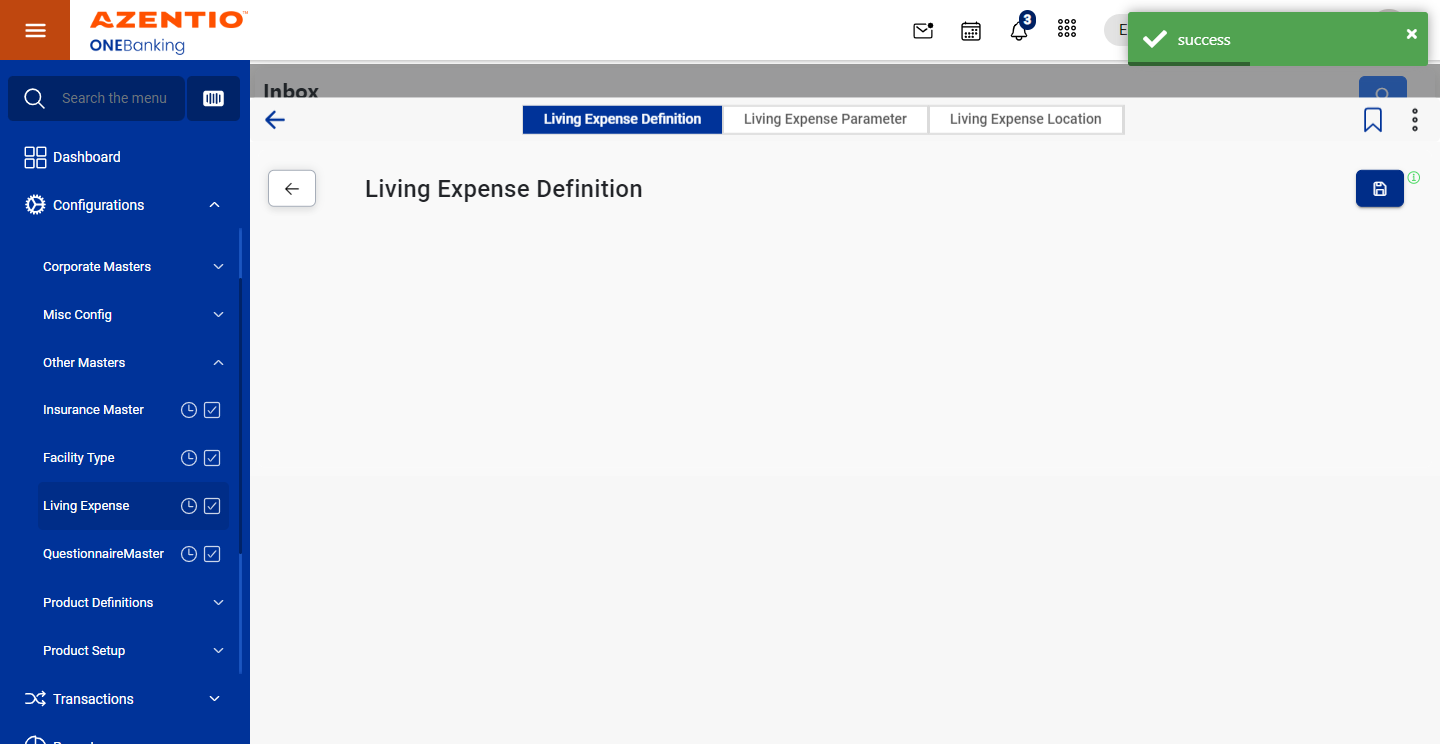 AZENTIO™
ONEBanking
3
E
success
Search the menu
Inbox
Living Expense Definition
Living Expense Parameter
Living Expense Location
Dashboard
Living Expense Definition
Configurations
Corporate Masters
Misc Config
Other Masters
Insurance Master
Facility Type
Living Expense
QuestionnaireMaster
Product Definitions
Product Setup
Transactions